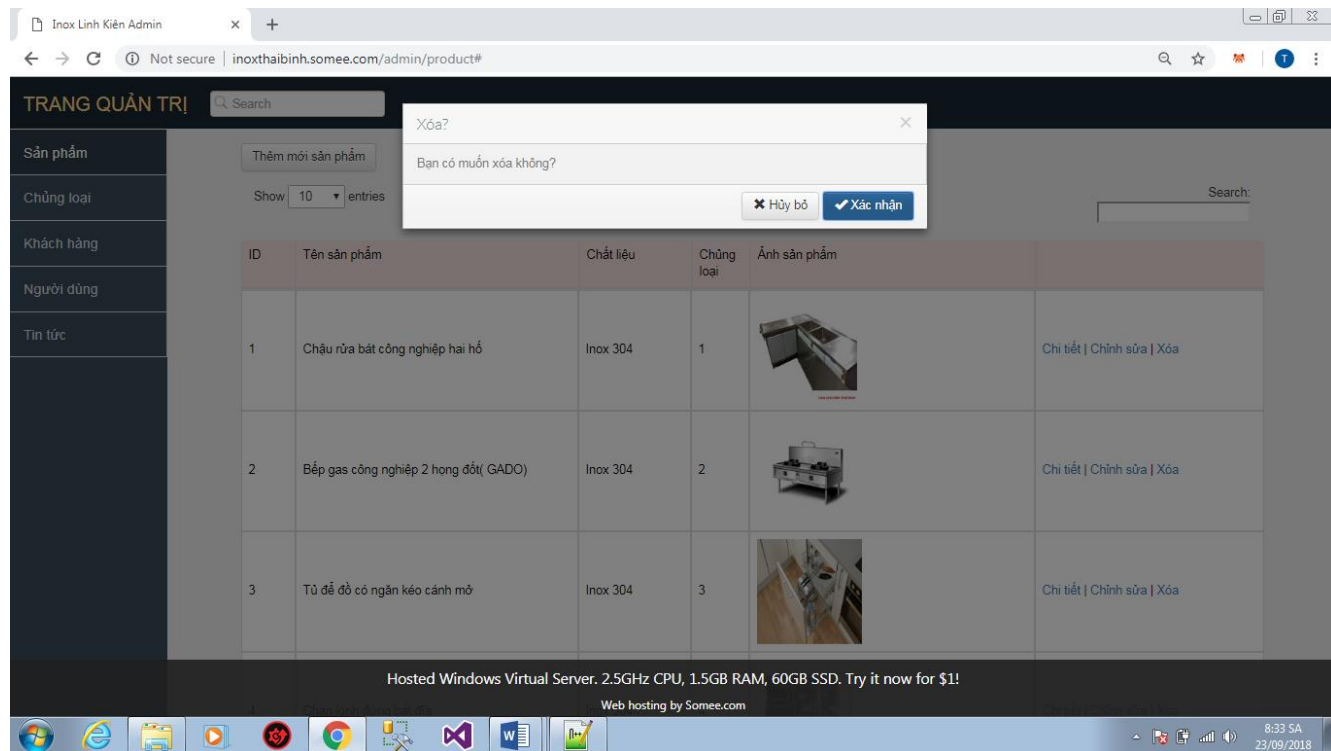 Inox Linh Kiên Admin
Not secure | inoxthaibinh.somee.com/admin/product#
T
TRANG QUẢN TRỊ
Search
Xóa?
Sản phẩm
Thêm mới sản phẩm
Bạn có muốn xóa không?
Chủng loại
Show 10 entries
Hủy bỏ
Xác nhận
Search:
Khách hàng
ID Tên sản phẩm Chất liệu Chủng loại Ảnh sản phẩm
Người dùng
Tin tức
1 Chậu rửa bát công nghiệp hai hố Inox 304 1 Chi tiết | Chỉnh sửa | Xóa
2 Bếp gas công nghiệp 2 họng đốt( GADO) Inox 304 2 Chi tiết | Chỉnh sửa | Xóa
3 Tủ để đồ có ngăn kéo cánh mở Inox 304 3 Chi tiết | Chỉnh sửa | Xóa
Hosted Windows Virtual Server. 2.5GHz CPU, 1.5GB RAM, 60GB SSD. Try it now for $1!
Web hosting by Somee.com
8:33 SA
23/09/2018